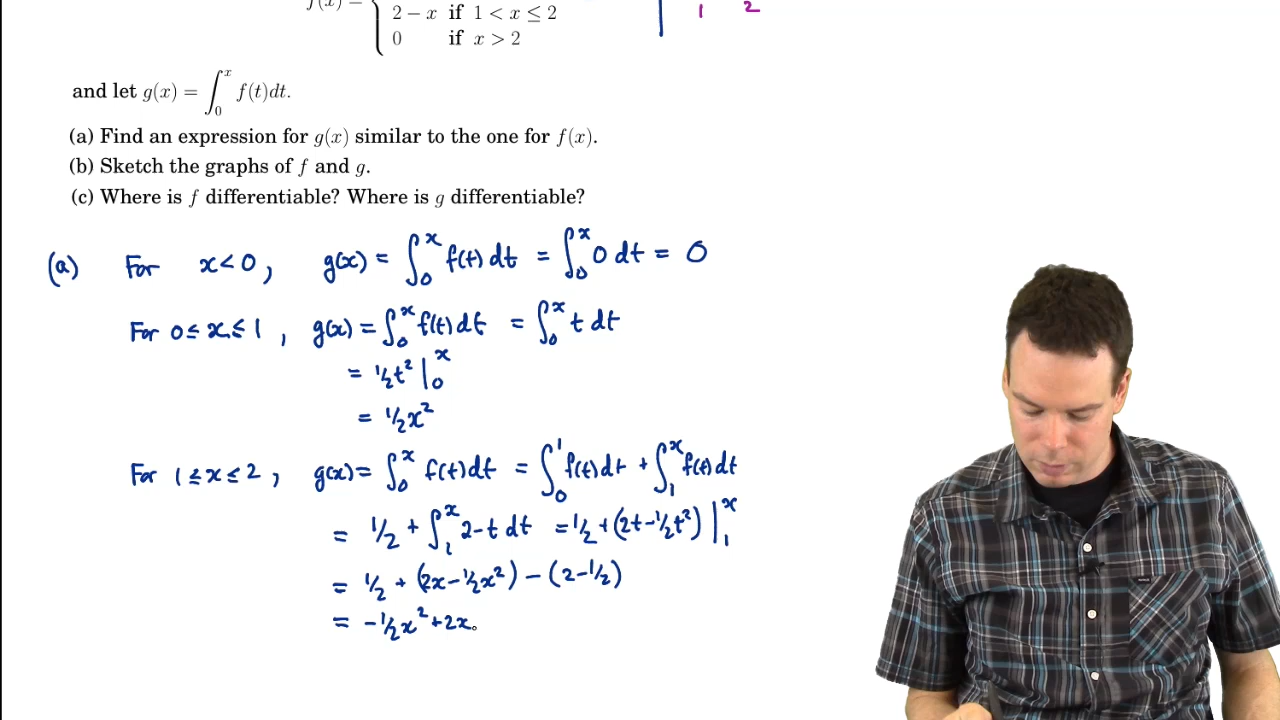 f(x) =
2 − x if 1 < x ≤ 2
0 if x > 2
1 2
and let g(x) = ∫₀ˣ f(t)dt.
(a) Find an expression for g(x) similar to the one for f(x).
(b) Sketch the graphs of f and g.
(c) Where is f differentiable? Where is g differentiable?
(a) For x<0, g(x) = ∫₀ˣ f(t) dt = ∫₀ˣ 0 dt = 0
For 0≤x≤1, g(x) = ∫₀ˣ f(t) dt = ∫₀ˣ t dt
= ½t² |₀ˣ
= ½x²
For 1≤x≤2, g(x) = ∫₀ˣ f(t) dt = ∫₀¹ f(t) dt + ∫₁ˣ f(t) dt
= ½ + ∫₁ˣ 2-t dt = ½ + (2t-½t²) |₁ˣ
= ½ + (2x-½x²) - (2-½)
= -½x² + 2x